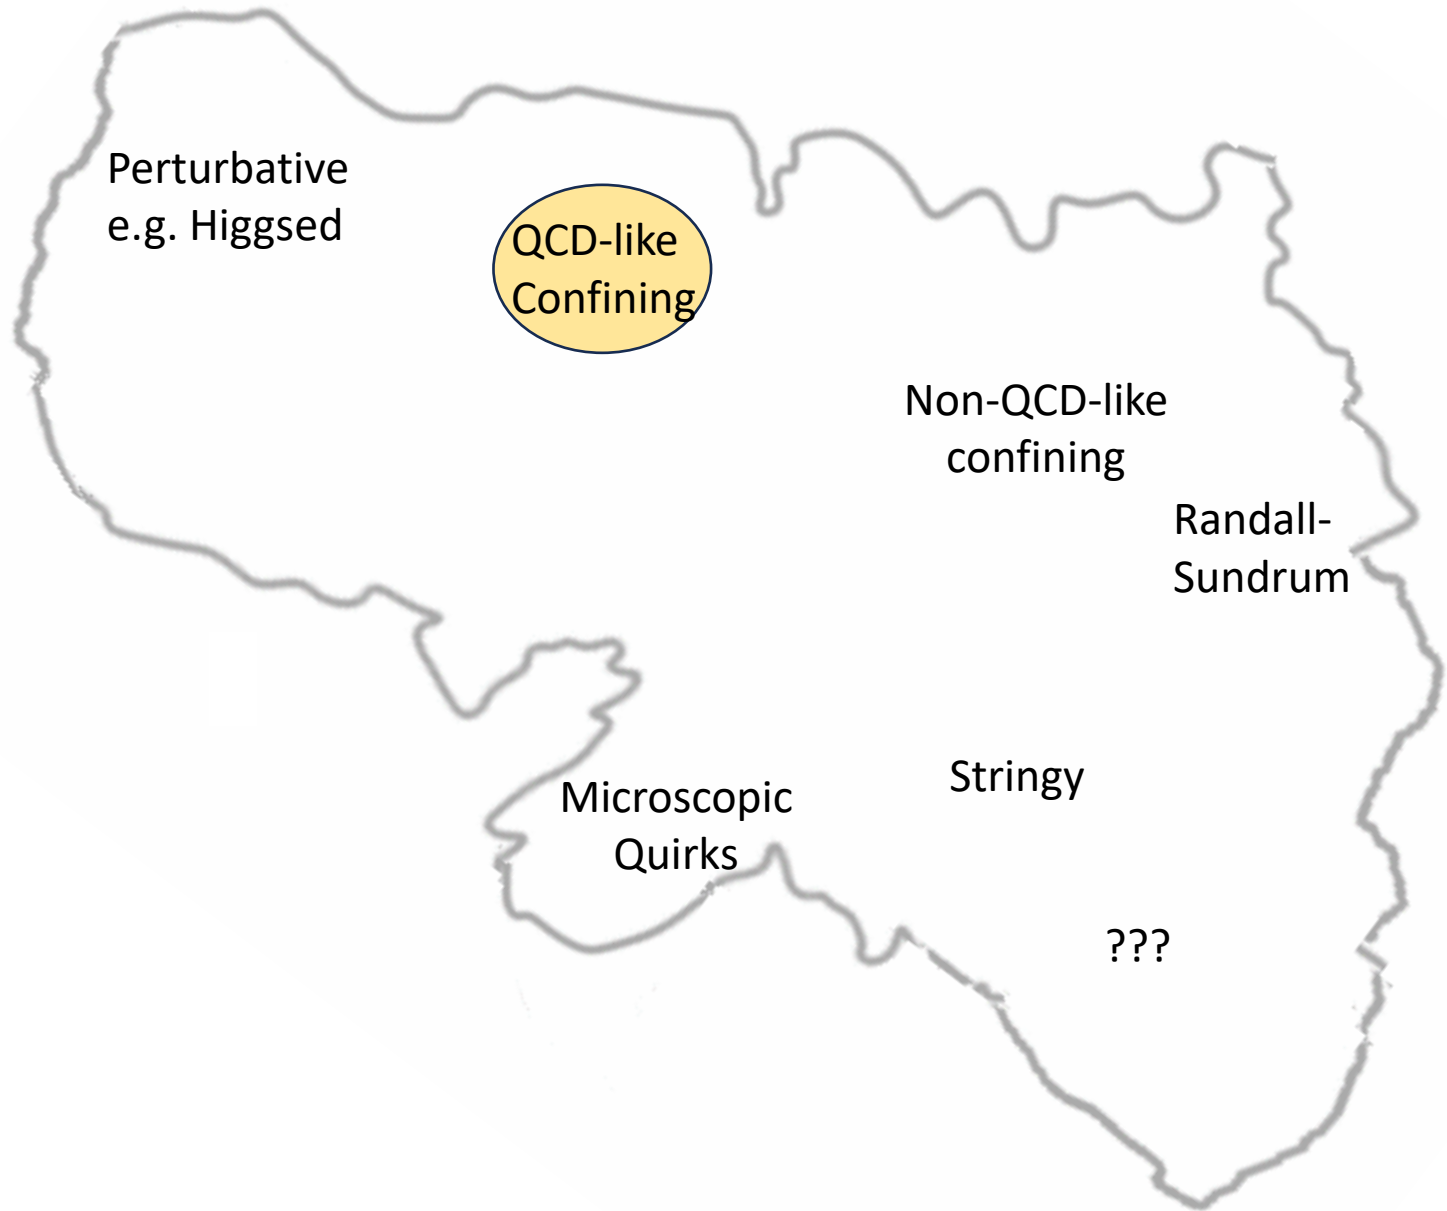 Perturbative
e.g. Higgsed
QCD-like
Confining
Non-QCD-like
confining
Randall-
Sundrum
Stringy
Microscopic
Quirks
???